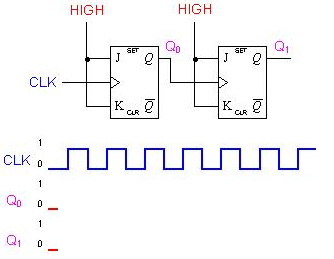 HIGH HIGH
J SET Q Q0 J SET Q Q1
CLK
K CLR Q̅ K CLR Q̅
1
CLK 0
1
Q0 0
1
Q1 0